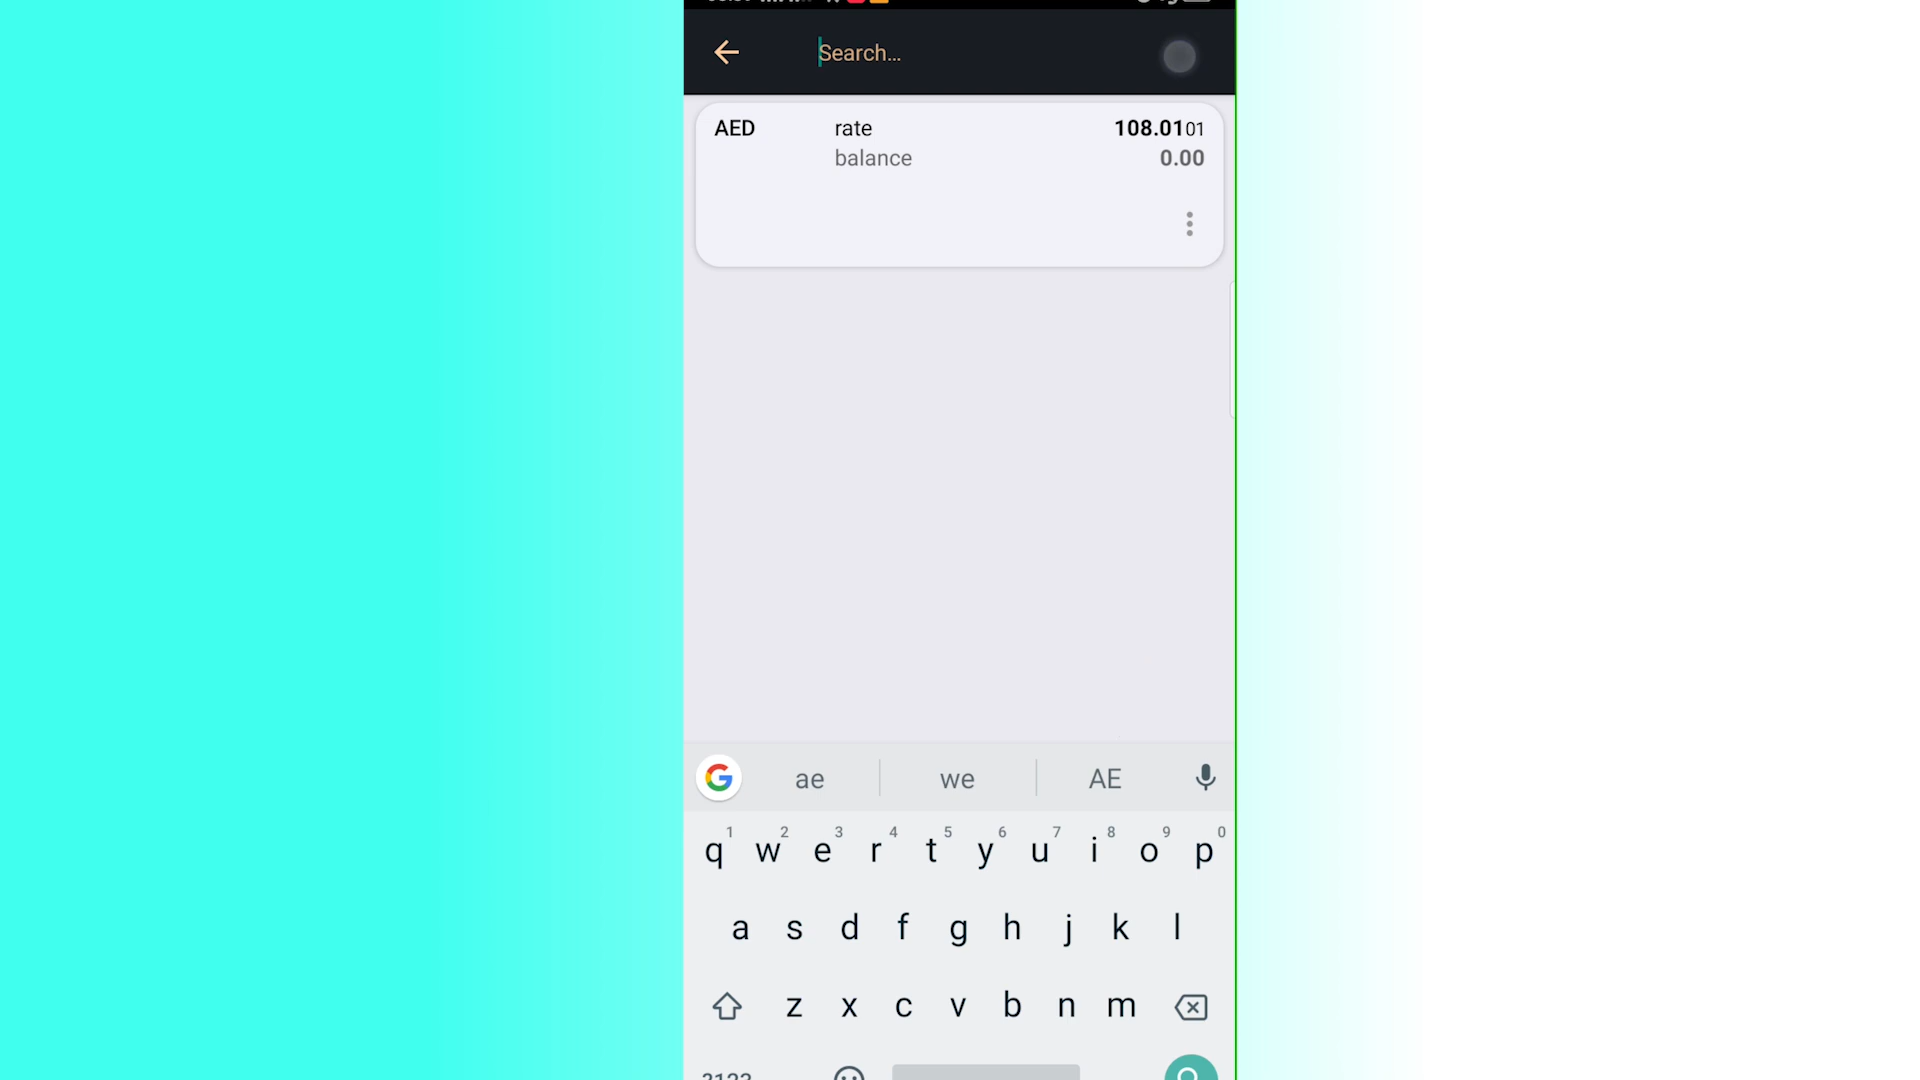 Search...
AED rate 108.0101
balance 0.00
ae we AE
1 2 3 4 5 6 7 8 9 0
q w e r t y u i o p
a s d f g h j k l
z x c v b n m